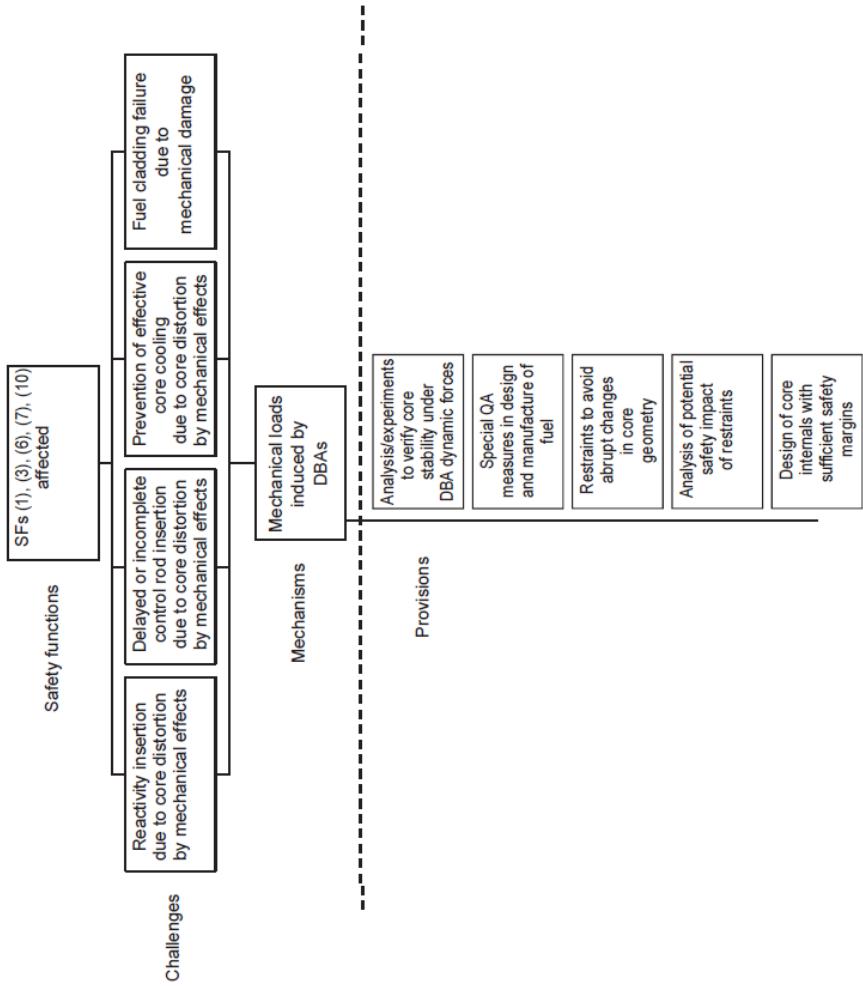 Safety functions
SFs (1), (3), (6), (7), (10)
affected
Challenges
Reactivity insertion
due to core distortion
by mechanical effects
Delayed or incomplete
control rod insertion
due to core distortion
by mechanical effects
Prevention of effective
core cooling
due to core distortion
by mechanical effects
Fuel cladding failure
due to
mechanical damage
Mechanisms
Mechanical loads
induced by
DBAs
Provisions
Analysis/experiments
to verify core
stability under
DBA dynamic forces
Special QA
measures in design
and manufacture of
fuel
Restraints to avoid
abrupt changes
in core
geometry
Analysis of potential
safety impact
of restraints
Design of core
internals with
sufficient safety
margins